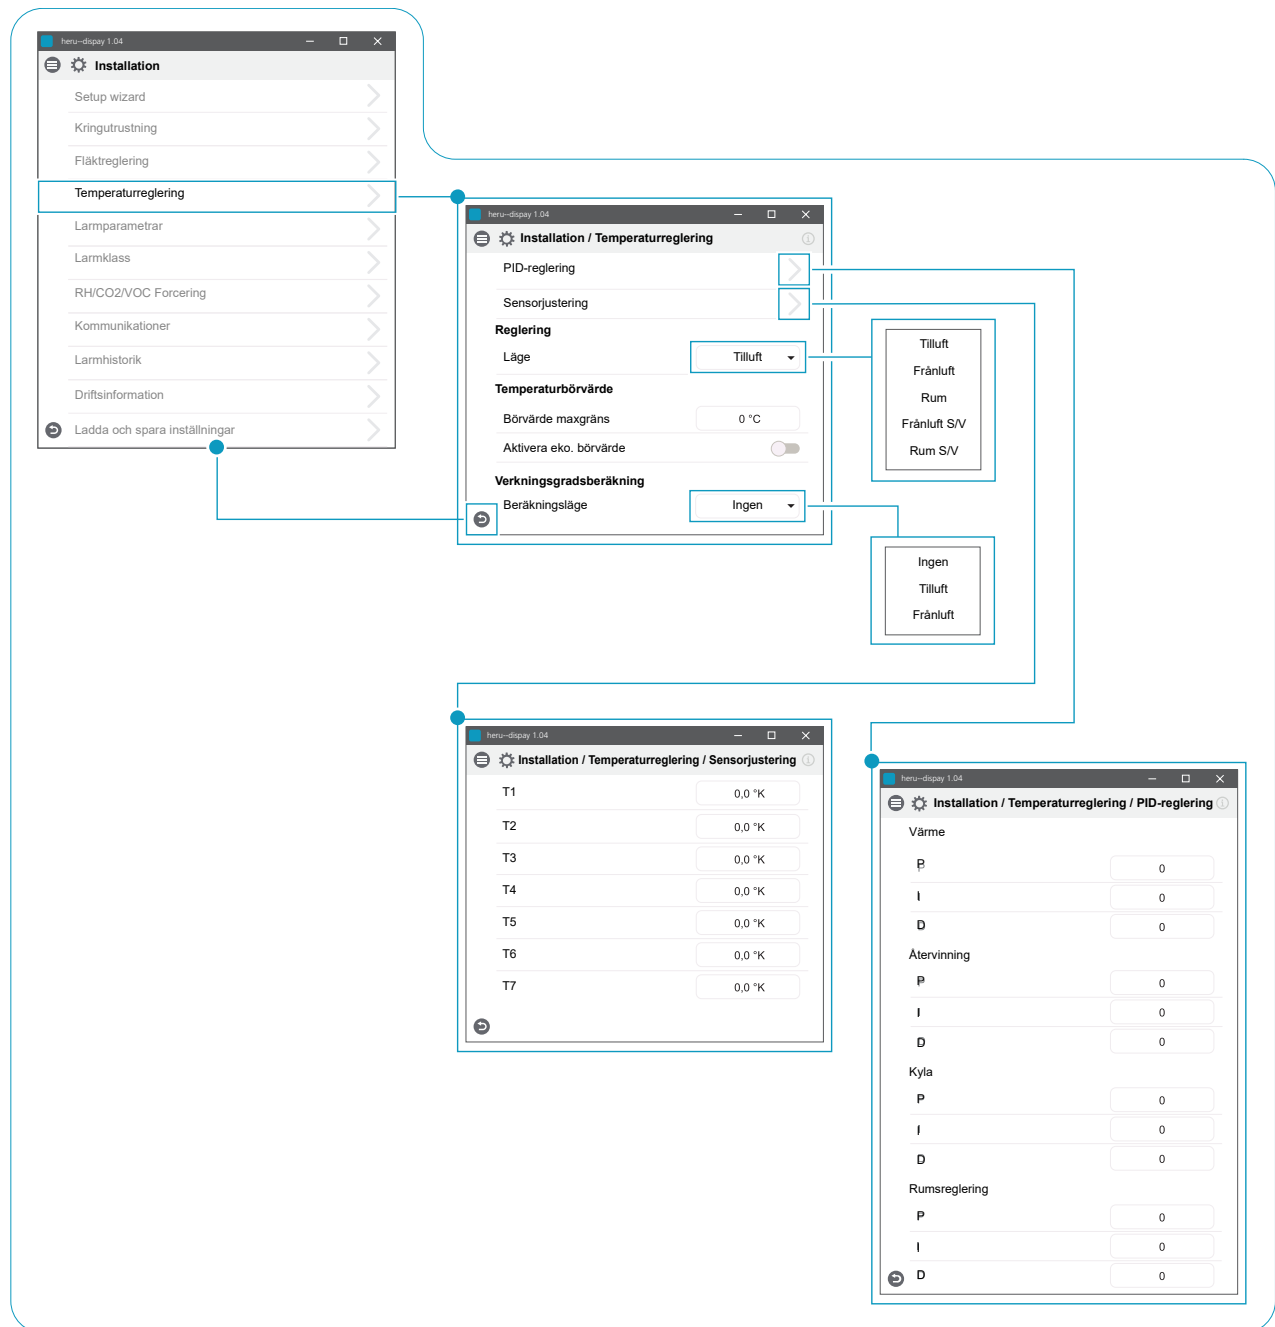 heru–dispay 1.04
Installation
Setup wizard
Kringutrustning
Fläktreglering
Temperaturreglering
Larmparametrar
Larmklass
RH/CO2/VOC Forcering
Kommunikationer
Larmhistorik
Driftsinformation
Ladda och spara inställningar
heru–dispay 1.04
Installation / Temperaturreglering
PID-reglering
Sensorjustering
Reglering
Läge Tilluft
Temperaturbörvärde
Börvärde maxgräns 0 °C
Aktivera eko. börvärde
Verkningsgradsberäkning
Beräkningsläge Ingen
Tilluft
Frånluft
Rum
Frånluft S/V
Rum S/V
Ingen
Tilluft
Frånluft
heru–dispay 1.04
Installation / Temperaturreglering / Sensorjustering
T1 0,0 °K
T2 0,0 °K
T3 0,0 °K
T4 0,0 °K
T5 0,0 °K
T6 0,0 °K
T7 0,0 °K
heru–dispay 1.04
Installation / Temperaturreglering / PID-reglering
Värme
P 0
I 0
D 0
Återvinning
P 0
I 0
D 0
Kyla
P 0
I 0
D 0
Rumsreglering
P 0
I 0
D 0